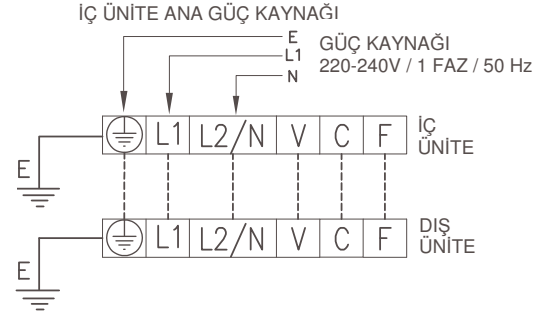 İÇ ÜNİTE ANA GÜÇ KAYNAĞI
E
L1
N
GÜÇ KAYNAĞI
220-240V / 1 FAZ / 50 Hz
L1 L2/N V C F
İÇ
ÜNİTE
E
L1 L2/N V C F
DIŞ
ÜNİTE
E